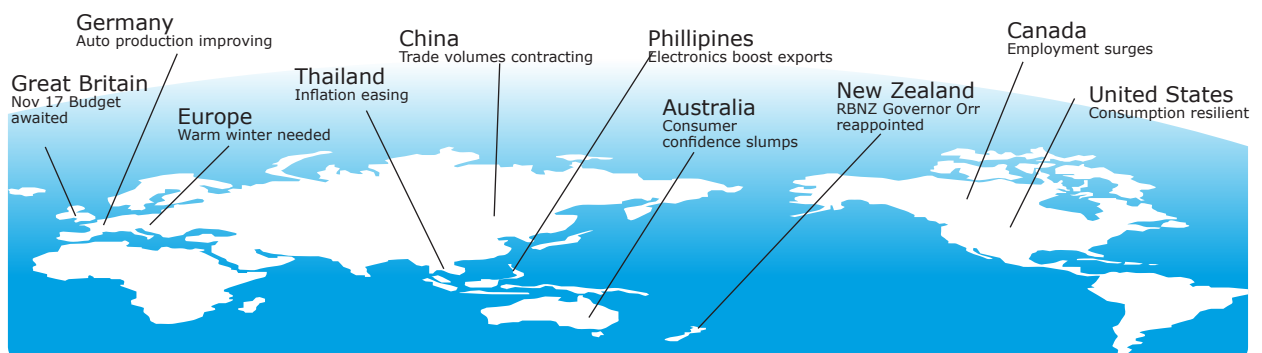 Germany
Auto production improving
Great Britain
Nov 17 Budget
awaited
Europe
Warm winter needed
Thailand
Inflation easing
China
Trade volumes contracting
Phillipines
Electronics boost exports
Australia
Consumer
confidence slumps
New Zealand
RBNZ Governor Orr
reappointed
Canada
Employment surges
United States
Consumption resilient